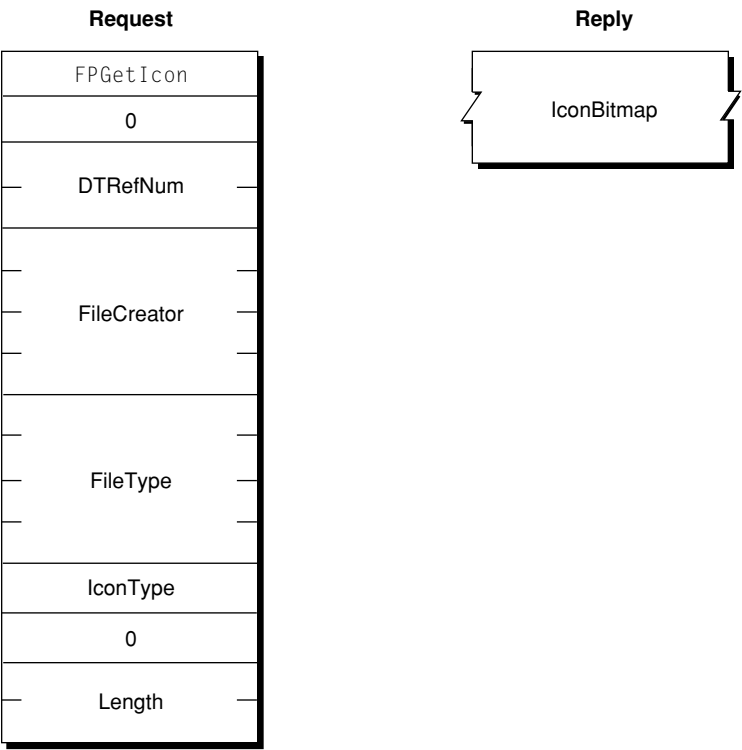 Request
FPGetIcon
0
DTRefNum
FileCreator
FileType
IconType
0
Length
Reply
IconBitmap